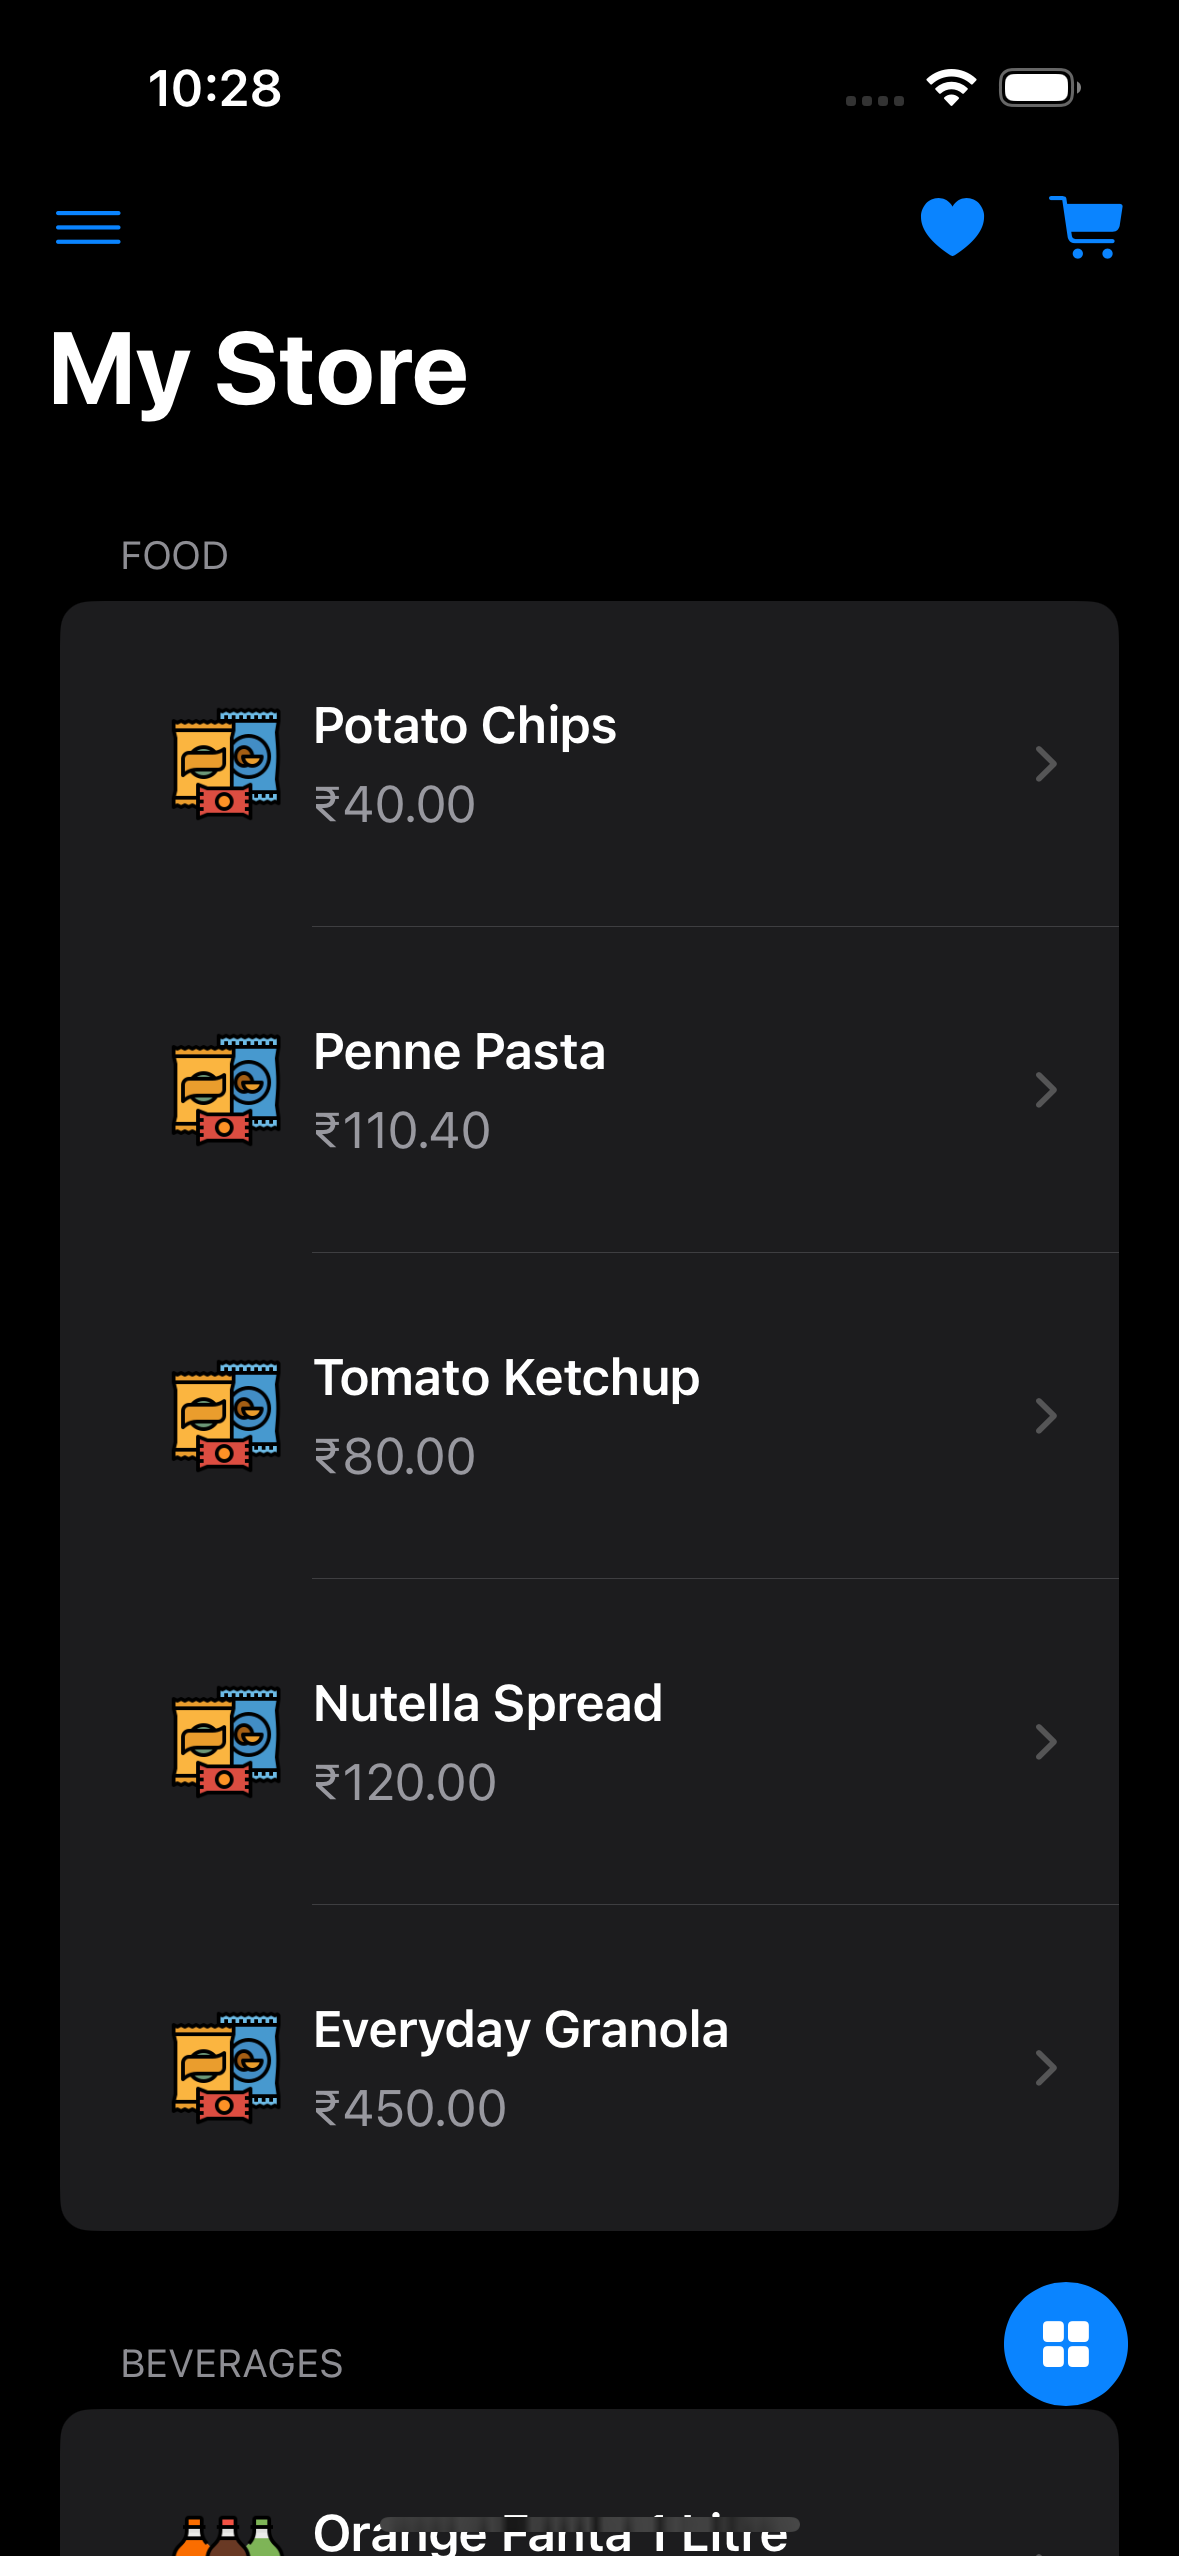 10:28
My Store
FOOD
Potato Chips
₹40.00
Penne Pasta
₹110.40
Tomato Ketchup
₹80.00
Nutella Spread
₹120.00
Everyday Granola
₹450.00
BEVERAGES
Orange Fanta 1 Litre